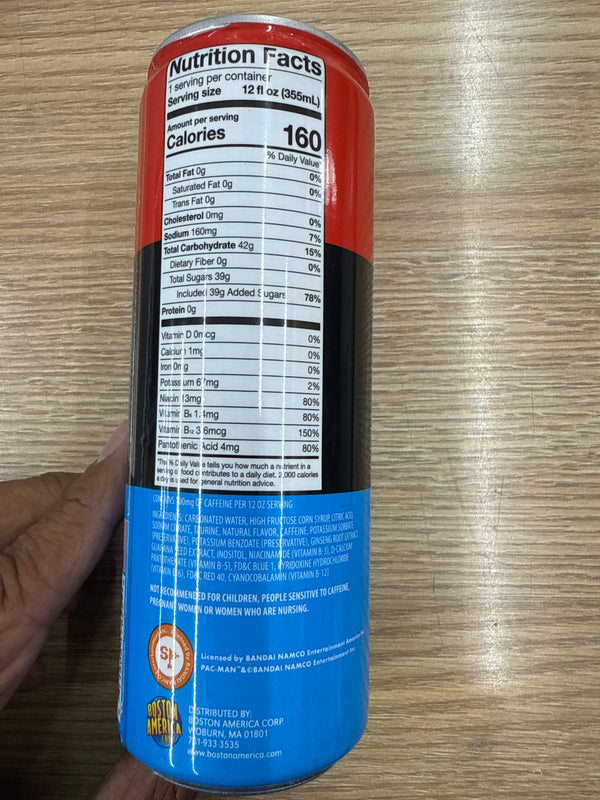 Nutrition Facts
1 serving per container
Serving size 12 fl oz (355mL)
Amount per serving
Calories 160
% Daily Value*
Total Fat 0g 0%
Saturated Fat 0g 0%
Trans Fat 0g
Cholesterol 0mg 0%
Sodium 160mg 7%
Total Carbohydrate 42g 15%
Dietary Fiber 0g 0%
Total Sugars 39g
Includes 39g Added Sugars 78%
Protein 0g
Vitamin D 0mcg 0%
Calcium 1mg 0%
Iron 0mg 0%
Potassium 67mg 2%
Niacin 13mg 80%
Vitamin B₆ 1.4mg 80%
Vitamin B₁₂ 3.6mcg 150%
Pantothenic Acid 4mg 80%
*The % Daily Value tells you how much a nutrient in a
serving of food contributes to a daily diet. 2,000 calories
a day is used for general nutrition advice.
CONTAINS 100mg OF CAFFEINE PER 12 OZ SERVING
INGREDIENTS: CARBONATED WATER, HIGH FRUCTOSE CORN SYRUP, CITRIC ACID,
SODIUM CITRATE, TAURINE, NATURAL FLAVOR, CAFFEINE, POTASSIUM SORBATE
(PRESERVATIVE), POTASSIUM BENZOATE (PRESERVATIVE), GINSENG ROOT EXTRACT,
GUARANA SEED EXTRACT, INOSITOL, NIACINAMIDE (VITAMIN B-3), D-CALCIUM
PANTOTHENATE (VITAMIN B-5), FD&C BLUE 1, PYRIDOXINE HYDROCHLORIDE
(VITAMIN B-6), FD&C RED 40, CYANOCOBALAMIN (VITAMIN B-12).
NOT RECOMMENDED FOR CHILDREN, PEOPLE SENSITIVE TO CAFFEINE,
PREGNANT WOMEN OR WOMEN WHO ARE NURSING.
Licensed by BANDAI NAMCO Entertainment America
PAC-MAN™&©BANDAI NAMCO Entertainment Inc.
BOSTON
AMERICA
DISTRIBUTED BY:
BOSTON AMERICA CORP.
WOBURN, MA 01801
781-933-3535
www.bostonamerica.com